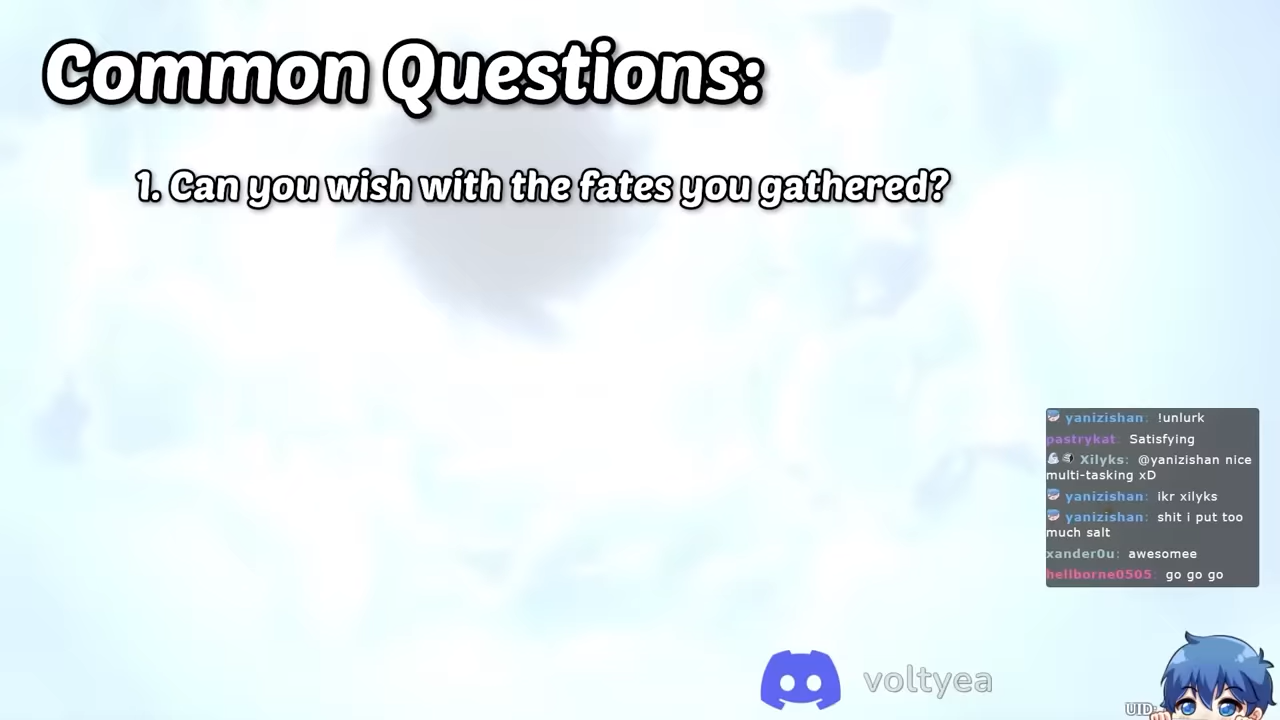 Common Questions:
1. Can you wish with the fates you gathered?
yanizishan: !unlurk
pastrykat: Satisfying
Xilyks: @yanizishan nice
multi-tasking xD
yanizishan: ikr xilyks
yanizishan: shit i put too
much salt
xander0u: awesomee
hellborne0505: go go go
voltyea
UID: